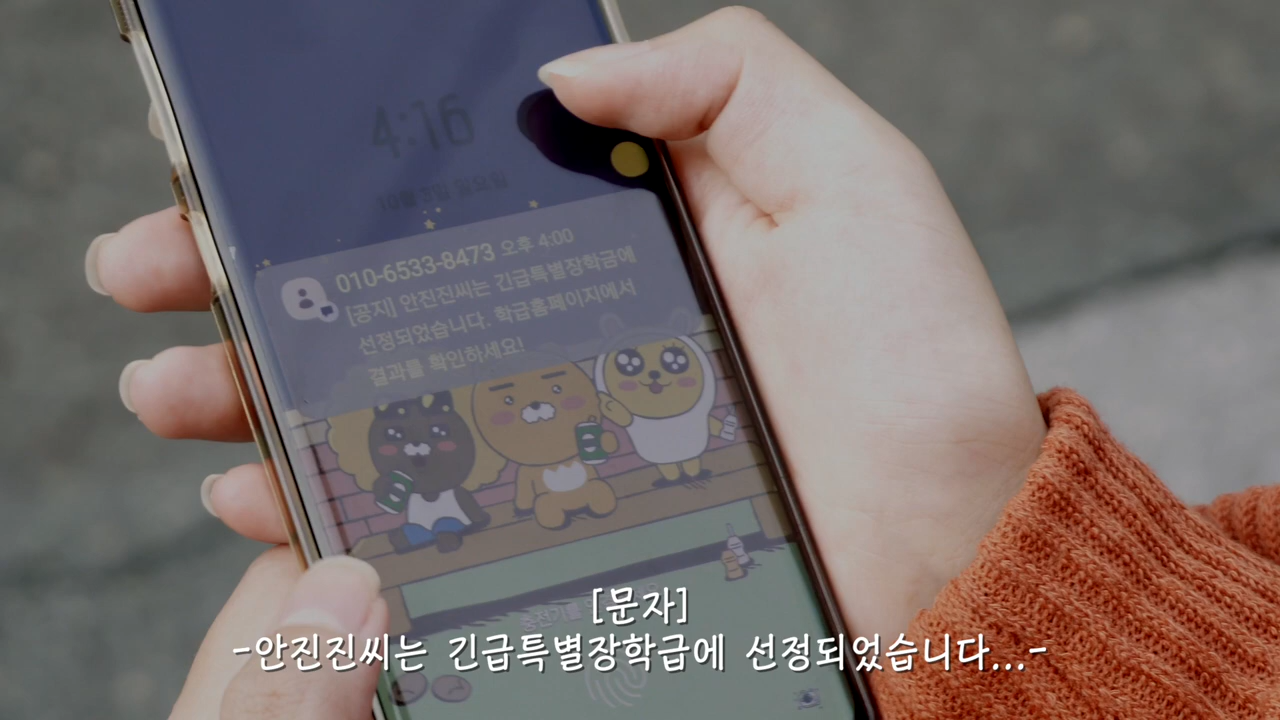 4:16
10월 3일 일요일
010-6533-8473 오후 4:00
[공지] 안진진씨는 긴급특별장학금에
선정되었습니다. 학급홈페이지에서
결과를 확인하세요!
[문자]
-안진진씨는 긴급특별장학급에 선정되었습니다...-